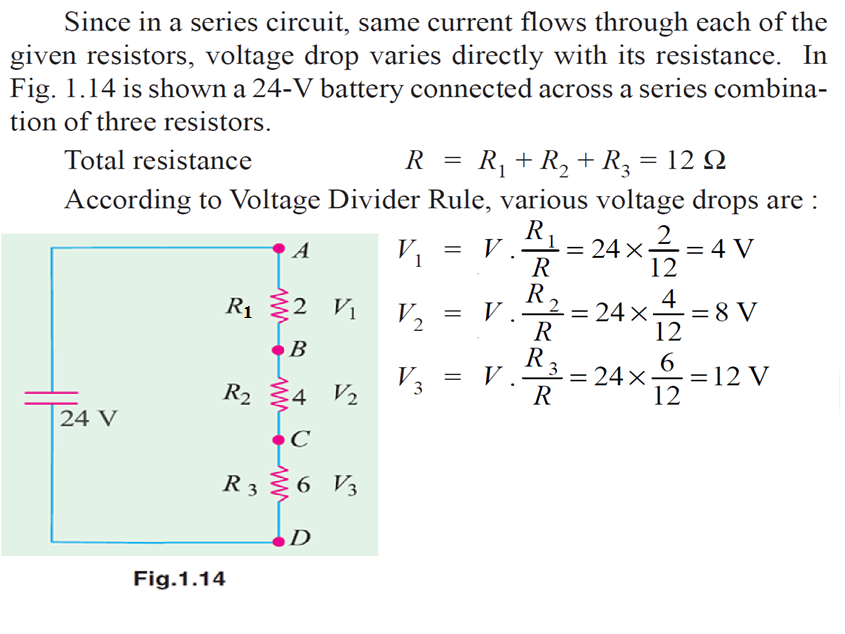 Since in a series circuit, same current flows through each of the
given resistors, voltage drop varies directly with its resistance. In
Fig. 1.14 is shown a 24-V battery connected across a series combina-
tion of three resistors.
Total resistance R = R₁ + R₂ + R₃ = 12 Ω
According to Voltage Divider Rule, various voltage drops are :
V₁ = V . R₁/R = 24 × 2/12 = 4 V
V₂ = V . R₂/R = 24 × 4/12 = 8 V
V₃ = V . R₃/R = 24 × 6/12 = 12 V
A
R₁ 2 V₁
B
R₂ 4 V₂
24 V
C
R₃ 6 V₃
D
Fig.1.14